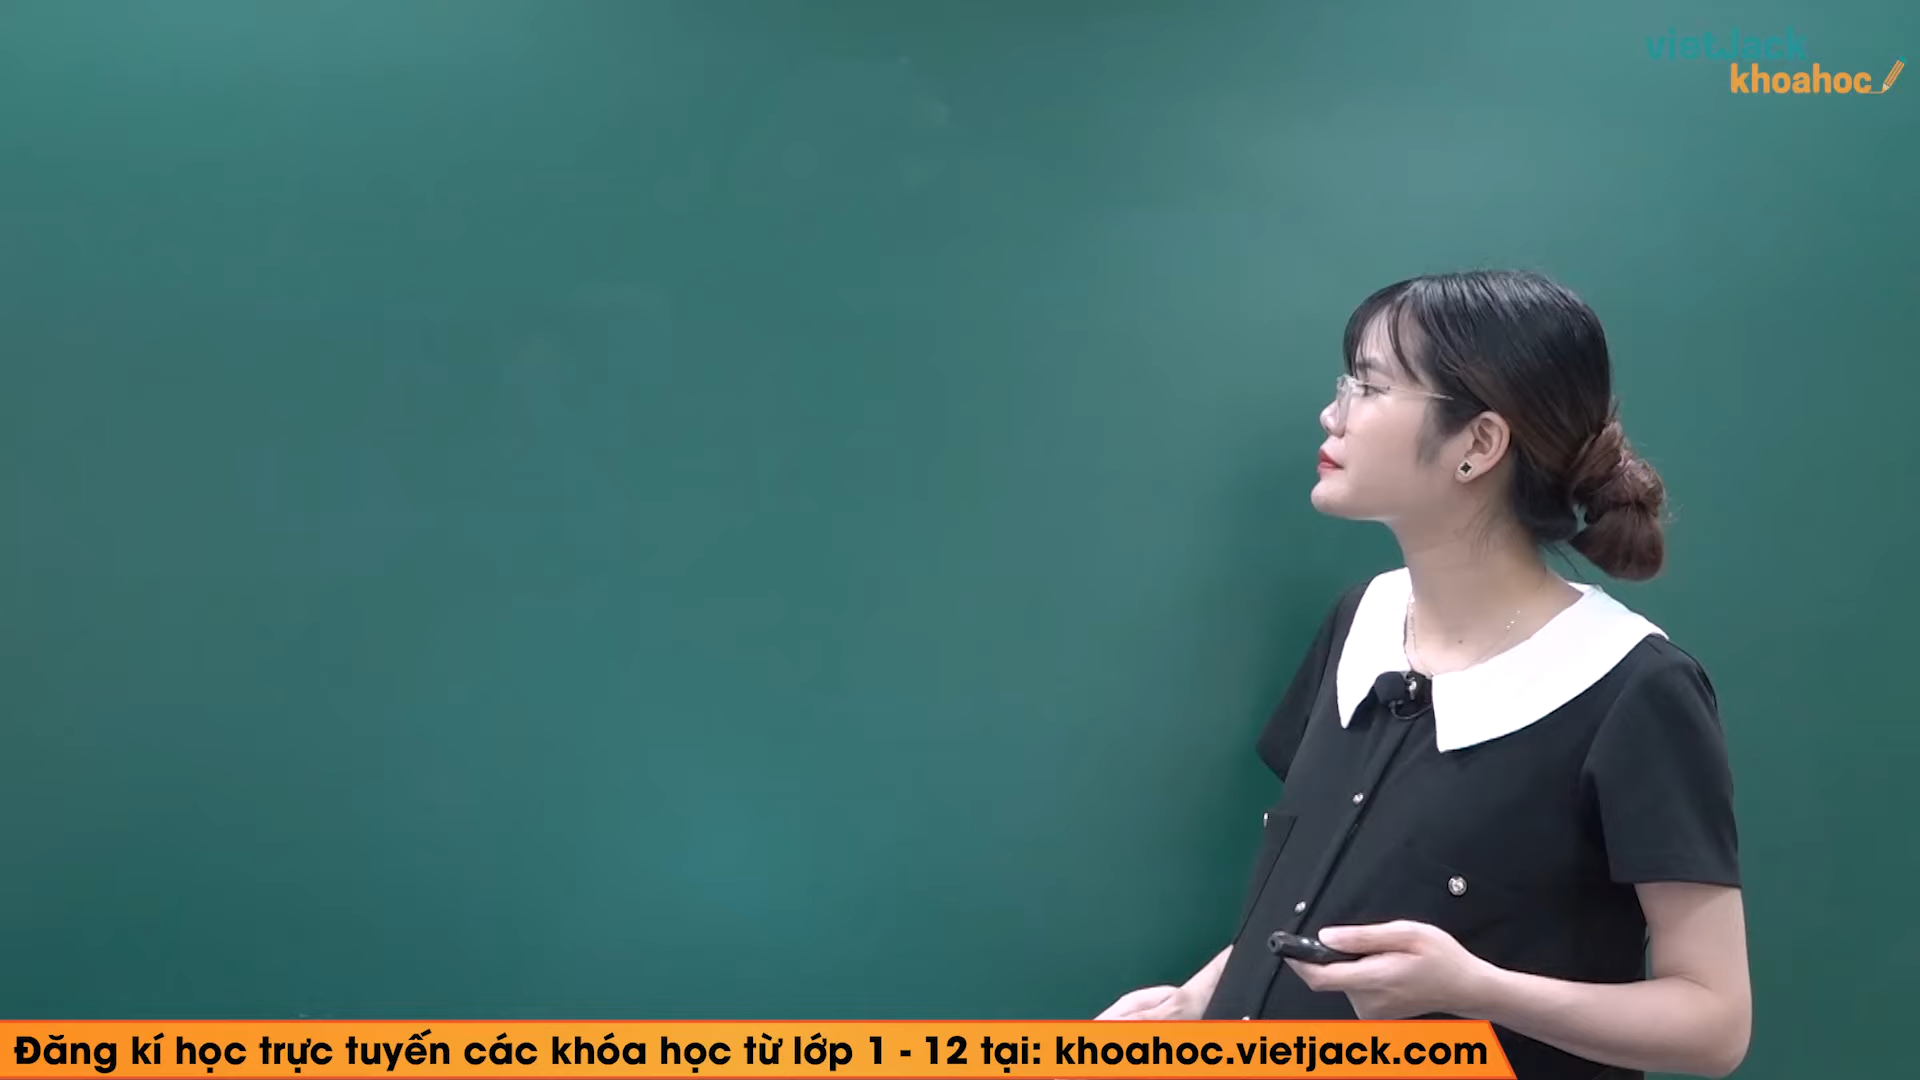 vietJack
khoahoc
Đăng kí học trực tuyến các khóa học từ lớp 1 - 12 tại: khoahoc.vietjack.com